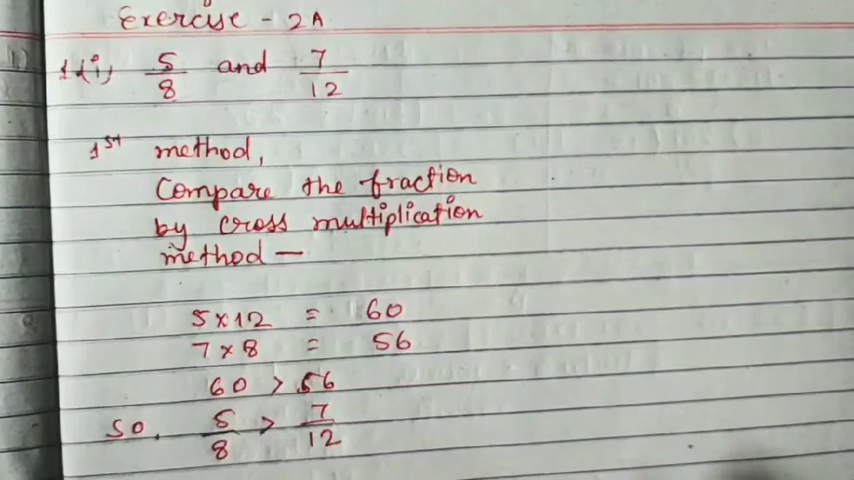 Exercise - 2A
1(i) 5/8 and 7/12
1st method,
Compare the fraction
by cross multiplication
method —
5 × 12 = 60
7 × 8 = 56
60 > 56
So. 5/8 > 7/12